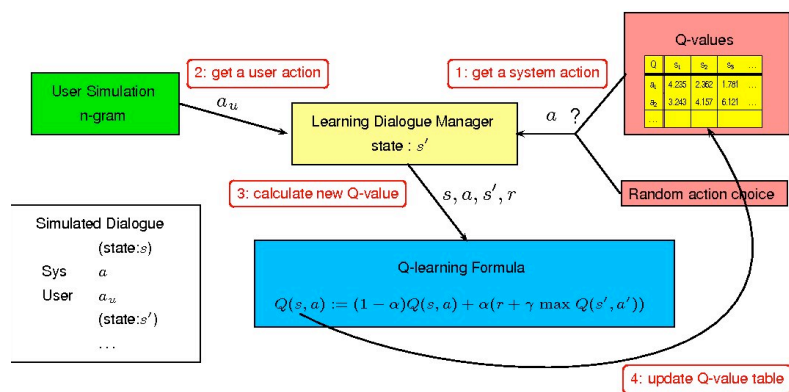 Q-values
Q s₁ s₂ s₃ ...
a₁ 4.235 2.362 1.781 ...
a₂ 3.243 4.157 6.121 ...
...
2: get a user action
1: get a system action
User Simulation
n-gram
a_u
Learning Dialogue Manager
state : s′
a ?
3: calculate new Q-value
s, a, s′, r
Random action choice
Simulated Dialogue
(state:s)
Sys a
User a_u
(state:s′)
...
Q-learning Formula
Q(s, a) := (1 − α)Q(s, a) + α(r + γ max Q(s′, a′))
4: update Q-value table